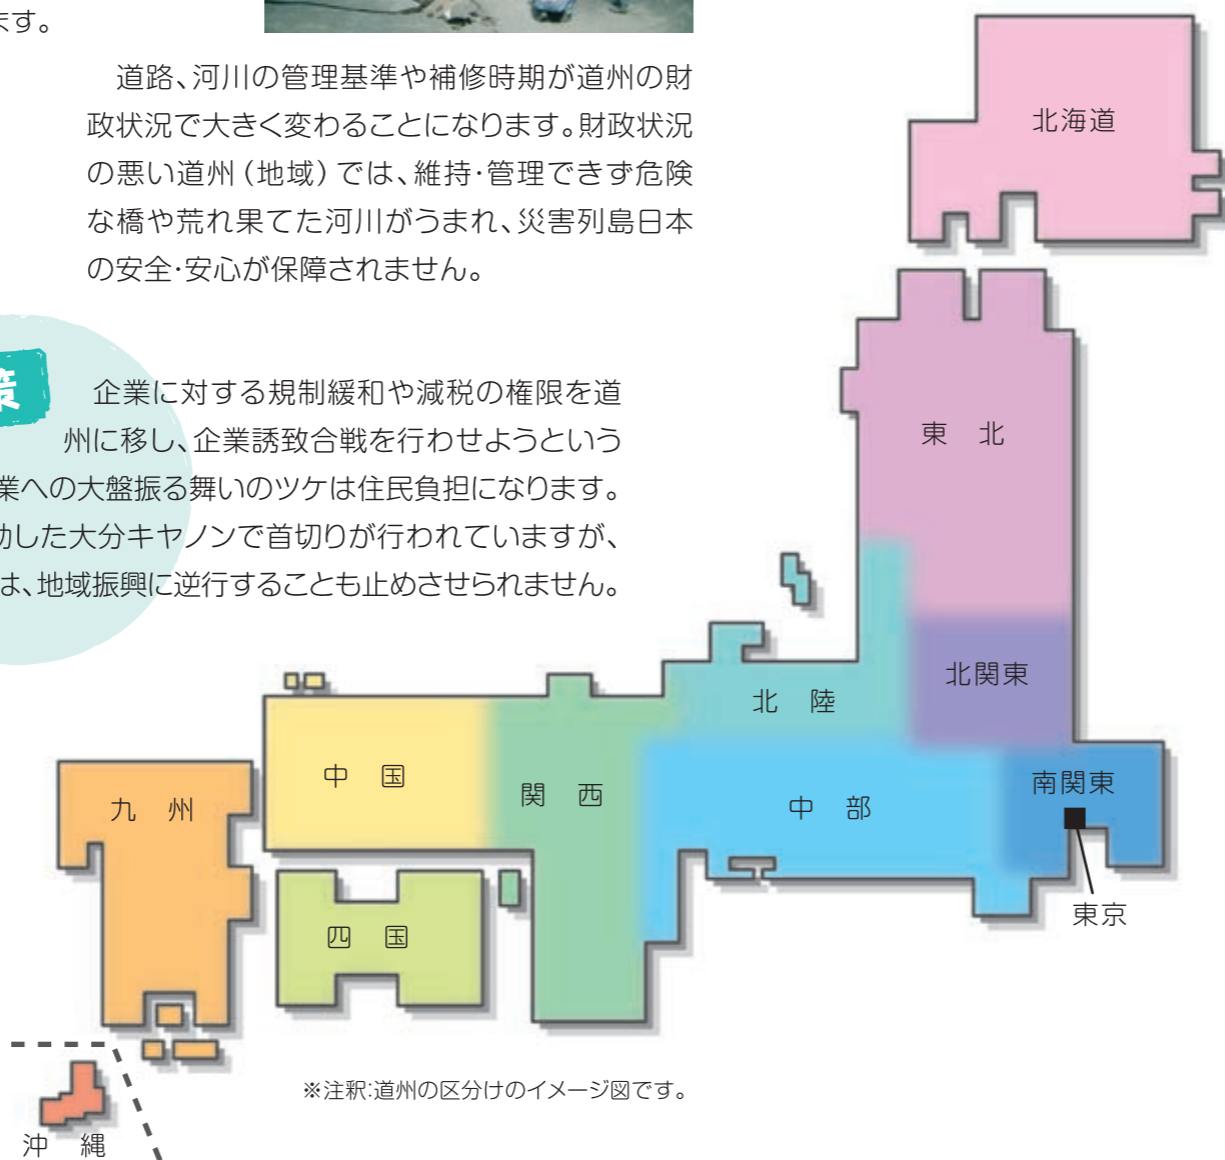 ます。
道路、河川の管理基準や補修時期が道州の財
政状況で大きく変わることになります。財政状況
の悪い道州（地域）では、維持･管理できず危険
な橋や荒れ果てた河川がうまれ、災害列島日本
の安全･安心が保障されません。
策
企業に対する規制緩和や減税の権限を道
州に移し、企業誘致合戦を行わせようという
業への大盤振る舞いのツケは住民負担になります。
動した大分キヤノンで首切りが行われていますが、
は、地域振興に逆行することも止めさせられません。
北海道
東　北
北関東
北　陸
南関東
中　国
関　西
中　部
九　州
東京
四　国
※注釈:道州の区分けのイメージ図です。
沖　縄